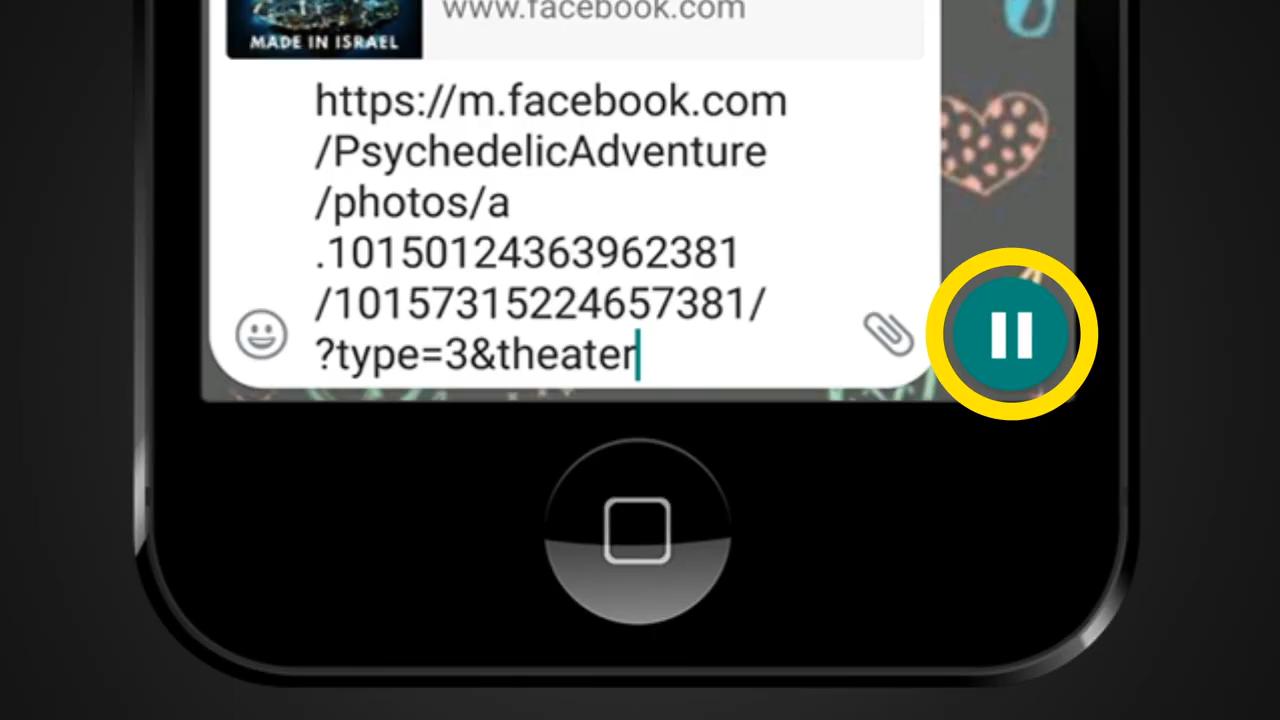 www.facebook.com
MADE IN ISRAEL
https://m.facebook.com
/PsychedelicAdventure
/photos/a
.10150124363962381
/10157315224657381/
?type=3&theater